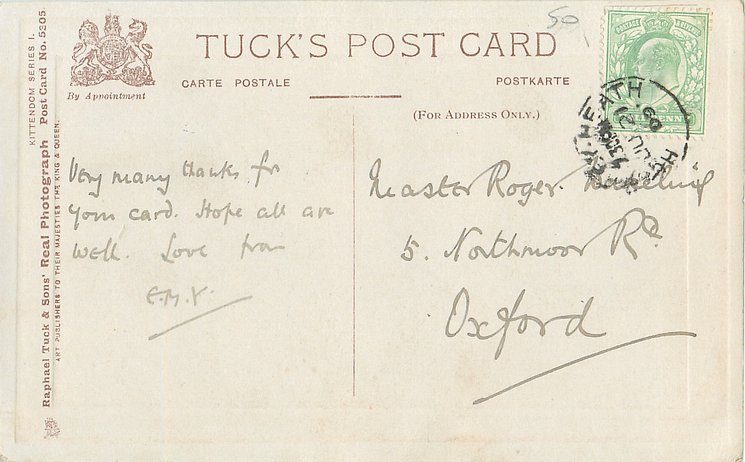 50
TUCK'S POST CARD
CARTE POSTALE
POSTKARTE
By Appointment
(FOR ADDRESS ONLY.)
KITTENDOM SERIES I.
Raphael Tuck & Sons' Real Photograph Post Card No. 5205
ART PUBLISHERS TO THEIR MAJESTIES THE KING & QUEEN.
Very many thanks for
your card. Hope all are
well. Love from
E.M.Y.
Master Roger
5. Northmoor Rd.
Oxford